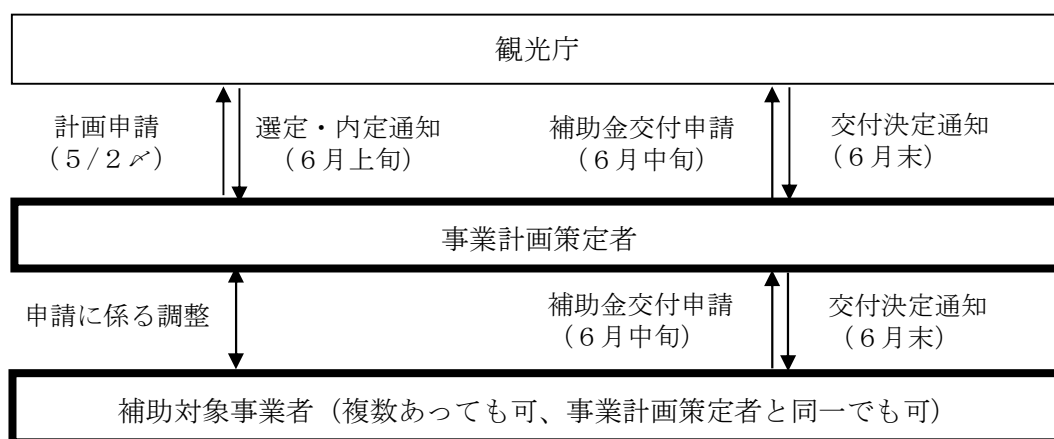 観光庁
計画申請
(5/2〆)
選定・内定通知
(6月上旬)
補助金交付申請
(6月中旬)
交付決定通知
(6月末)
事業計画策定者
申請に係る調整
補助金交付申請
(6月中旬)
交付決定通知
(6月末)
補助対象事業者(複数あっても可、事業計画策定者と同一でも可)